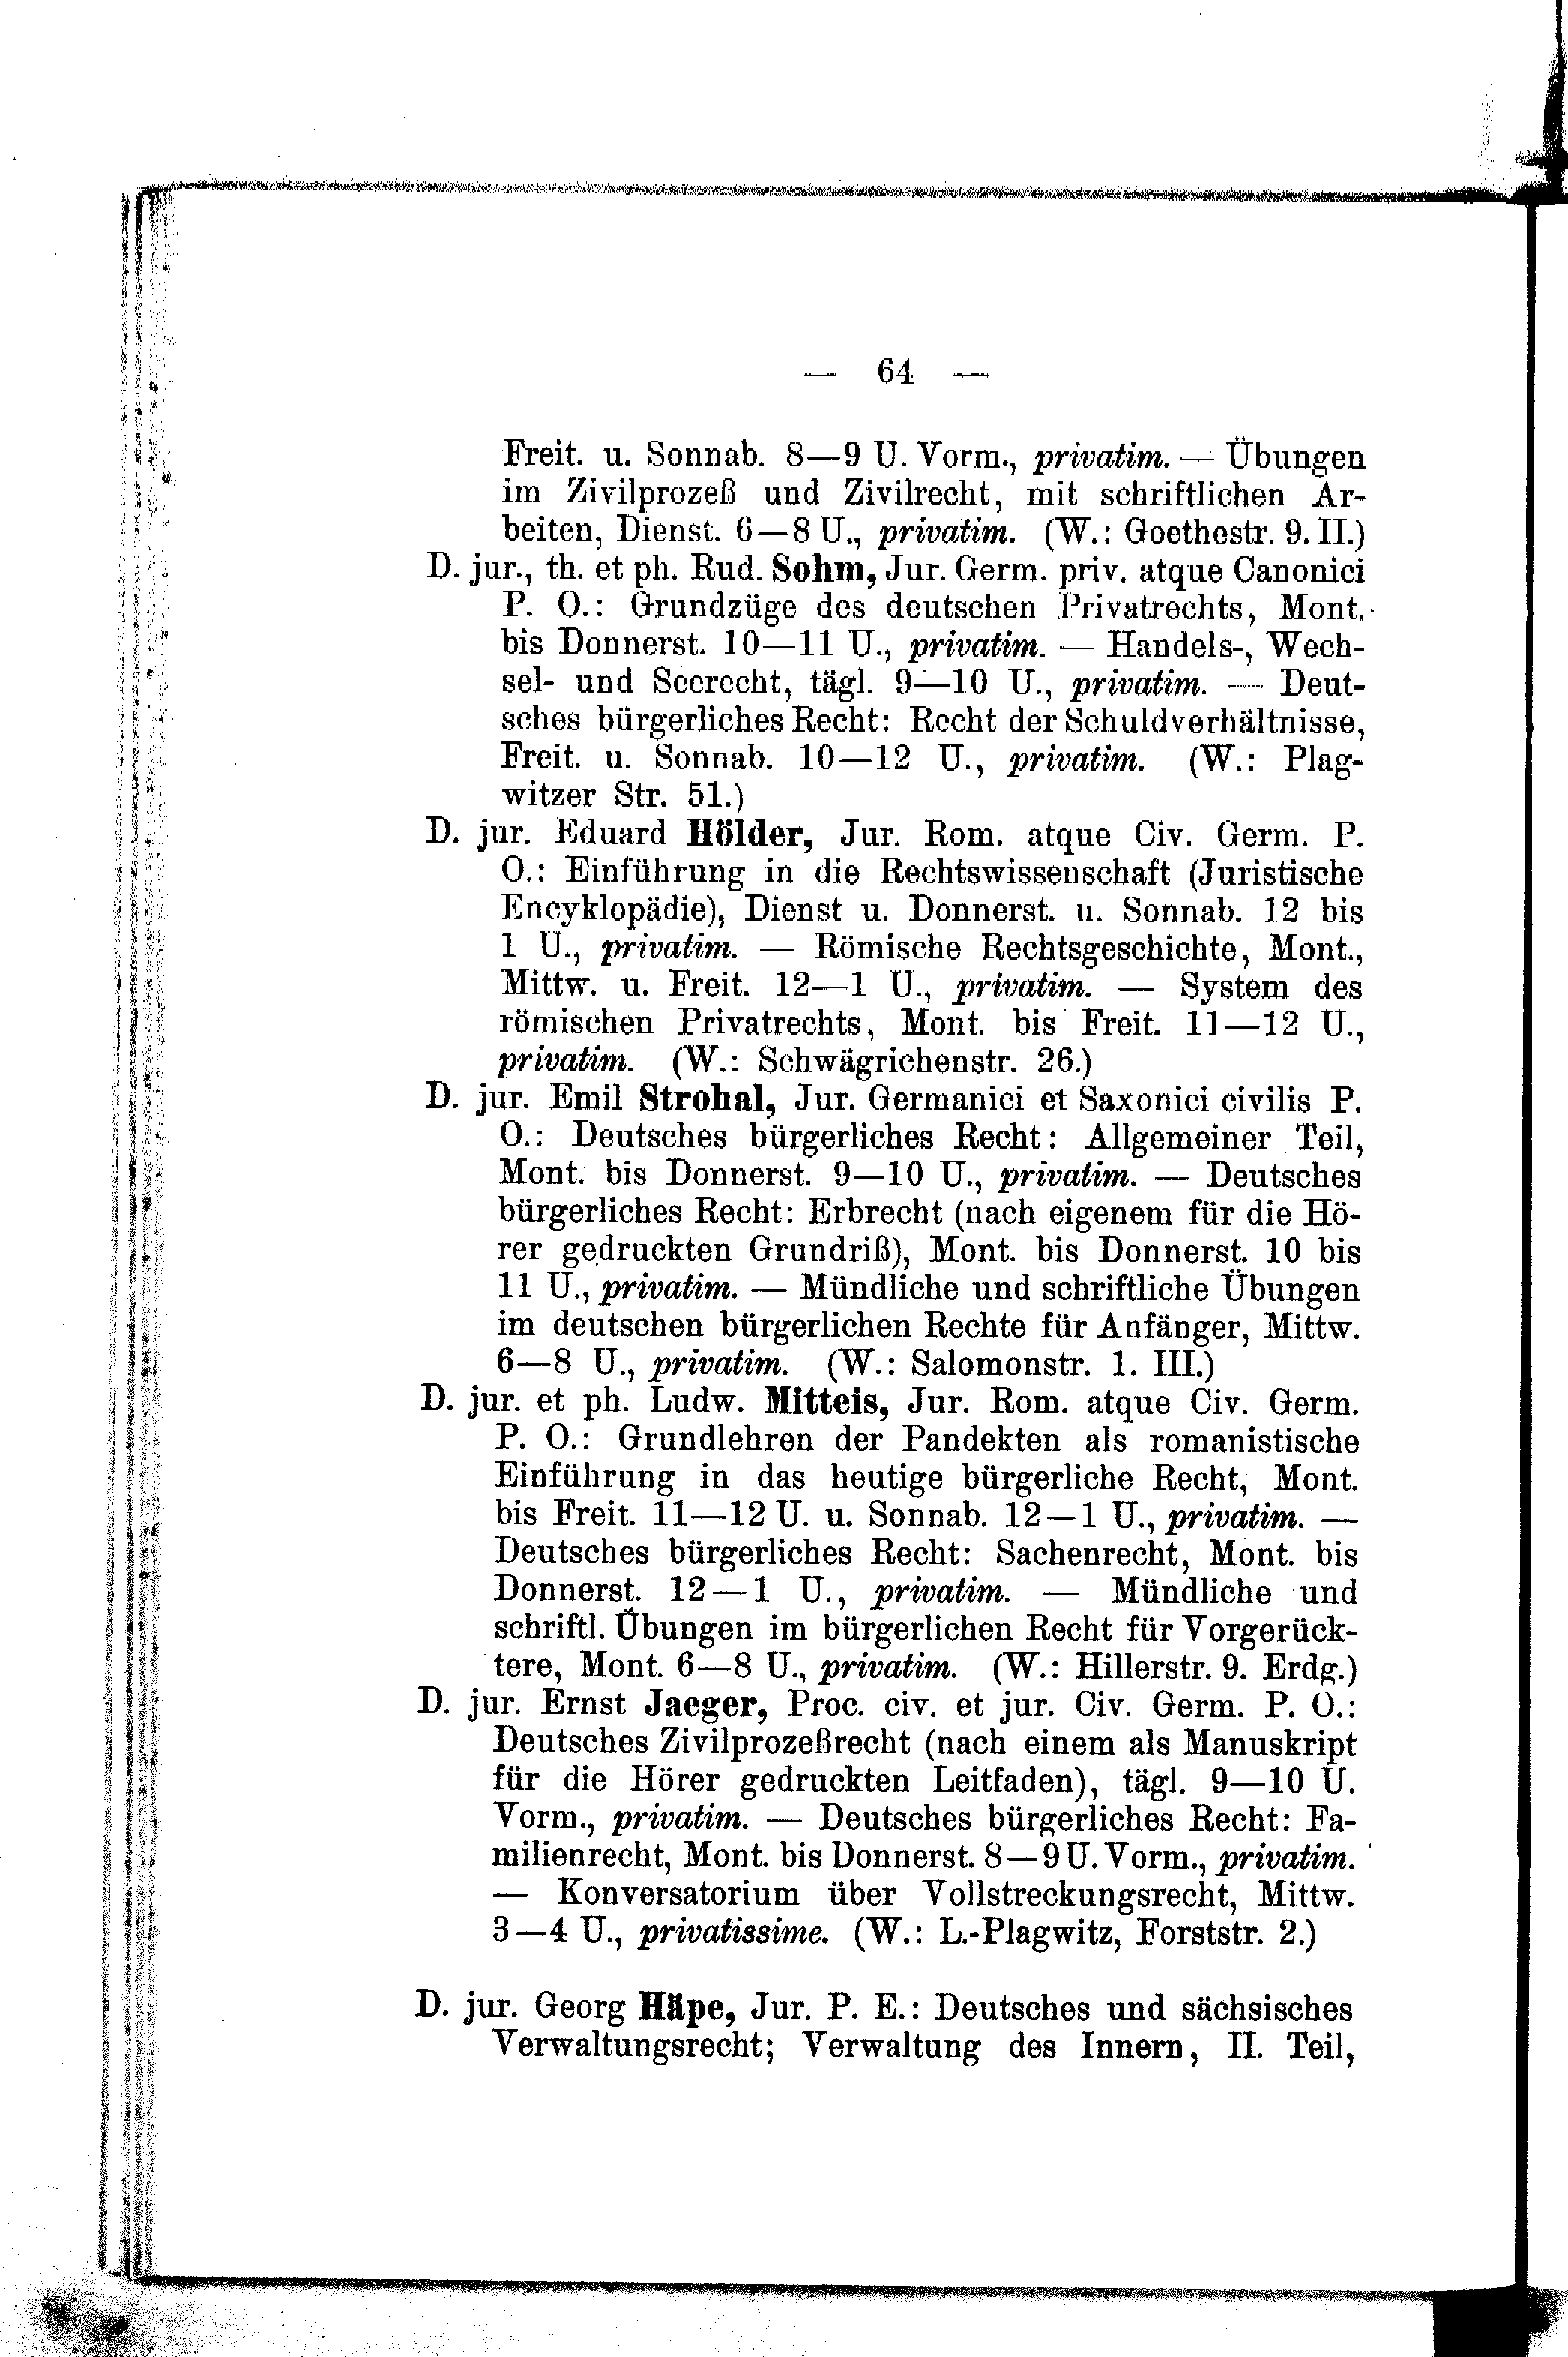 — 64 —
Freit. u. Sonnab. 8—9 U. Vorm., privatim. — Übungen
im Zivilprozeß und Zivilrecht, mit schriftlichen Ar-
beiten, Dienst. 6—8 U., privatim. (W.: Goethestr. 9. II.)
D. jur., th. et ph. Rud. Sohm, Jur. Germ. priv. atque Canonici
P. O.: Grundzüge des deutschen Privatrechts, Mont.
bis Donnerst. 10—11 U., privatim. — Handels-, Wech-
sel- und Seerecht, tägl. 9—10 U., privatim. — Deut-
sches bürgerliches Recht: Recht der Schuldverhältnisse,
Freit. u. Sonnab. 10—12 U., privatim. (W.: Plag-
witzer Str. 51.)
D. jur. Eduard Hölder, Jur. Rom. atque Civ. Germ. P.
O.: Einführung in die Rechtswissenschaft (Juristische
Encyklopädie), Dienst u. Donnerst. u. Sonnab. 12 bis
1 U., privatim. — Römische Rechtsgeschichte, Mont.,
Mittw. u. Freit. 12—1 U., privatim. — System des
römischen Privatrechts, Mont. bis Freit. 11—12 U.,
privatim. (W.: Schwägrichenstr. 26.)
D. jur. Emil Strohal, Jur. Germanici et Saxonici civilis P.
O.: Deutsches bürgerliches Recht: Allgemeiner Teil,
Mont. bis Donnerst. 9—10 U., privatim. — Deutsches
bürgerliches Recht: Erbrecht (nach eigenem für die Hö-
rer gedruckten Grundriß), Mont. bis Donnerst. 10 bis
11 U., privatim. — Mündliche und schriftliche Übungen
im deutschen bürgerlichen Rechte für Anfänger, Mittw.
6—8 U., privatim. (W.: Salomonstr. 1. III.)
D. jur. et ph. Ludw. Mitteis, Jur. Rom. atque Civ. Germ.
P. O.: Grundlehren der Pandekten als romanistische
Einführung in das heutige bürgerliche Recht, Mont.
bis Freit. 11—12 U. u. Sonnab. 12—1 U., privatim. —
Deutsches bürgerliches Recht: Sachenrecht, Mont. bis
Donnerst. 12—1 U., privatim. — Mündliche und
schriftl. Übungen im bürgerlichen Recht für Vorgerück-
tere, Mont. 6—8 U., privatim. (W.: Hillerstr. 9. Erdg.)
D. jur. Ernst Jaeger, Proc. civ. et jur. Civ. Germ. P. O.:
Deutsches Zivilprozeßrecht (nach einem als Manuskript
für die Hörer gedruckten Leitfaden), tägl. 9—10 U.
Vorm., privatim. — Deutsches bürgerliches Recht: Fa-
milienrecht, Mont. bis Donnerst. 8—9 U. Vorm., privatim.
— Konversatorium über Vollstreckungsrecht, Mittw.
3—4 U., privatissime. (W.: L.-Plagwitz, Forststr. 2.)
D. jur. Georg Häpe, Jur. P. E.: Deutsches und sächsisches
Verwaltungsrecht; Verwaltung des Innern, II. Teil,